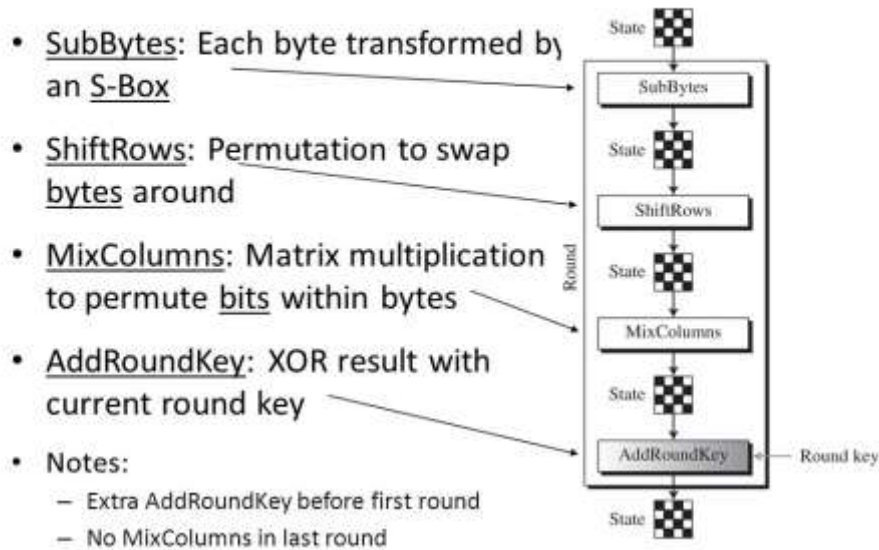 • SubBytes: Each byte transformed by
an S-Box
• ShiftRows: Permutation to swap
bytes around
• MixColumns: Matrix multiplication
to permute bits within bytes
• AddRoundKey: XOR result with
current round key
• Notes:
– Extra AddRoundKey before first round
– No MixColumns in last round
State
SubBytes
State
ShiftRows
Round
State
MixColumns
State
AddRoundKey
Round key
State